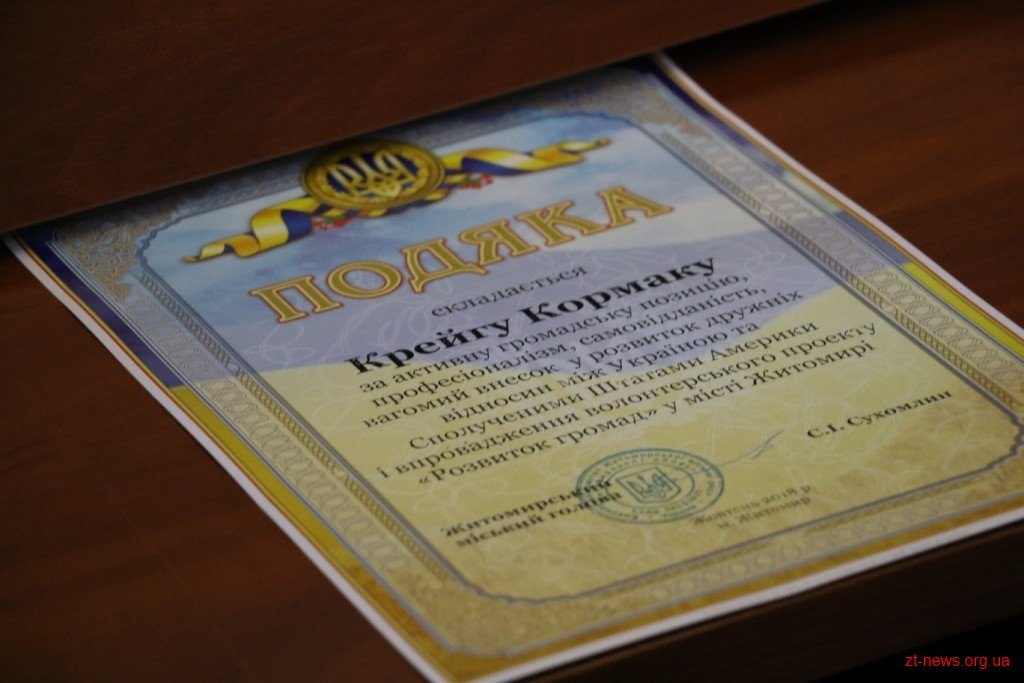 ПОДЯКА
складається
Крейгу Кормаку
за активну громадську позицію,
професіоналізм, самовідданість,
вагомий внесок у розвиток дружніх
відносин між Україною та
Сполученими Штатами Америки
і впровадження волонтерського проекту
«Розвиток громад» у місті Житомирі
Житомирський
міський голова
С.І. Сухомлин
Жовтень 2018 р.
м. Житомир
zt-news.org.ua